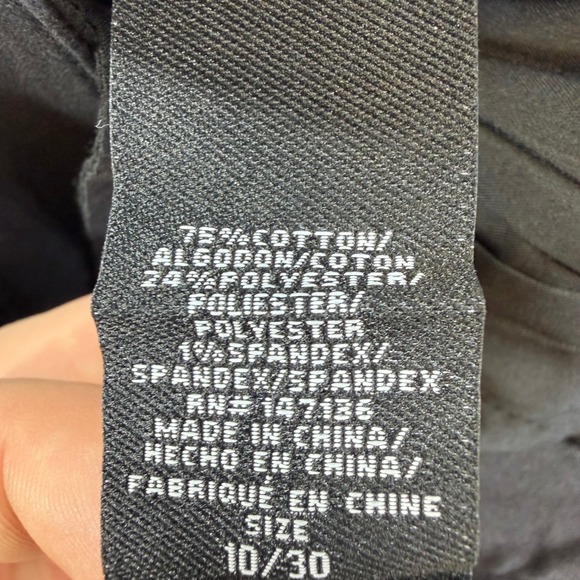 75%COTTON/
ALGODON/COTON
24%POLYESTER/
POLIESTER/
POLYESTER
1%SPANDEX/
SPANDEX/SPANDEX
RN# 147136
MADE IN CHINA/
HECHO EN CHINA/
FABRIQUÉ EN CHINE
SIZE
10/30